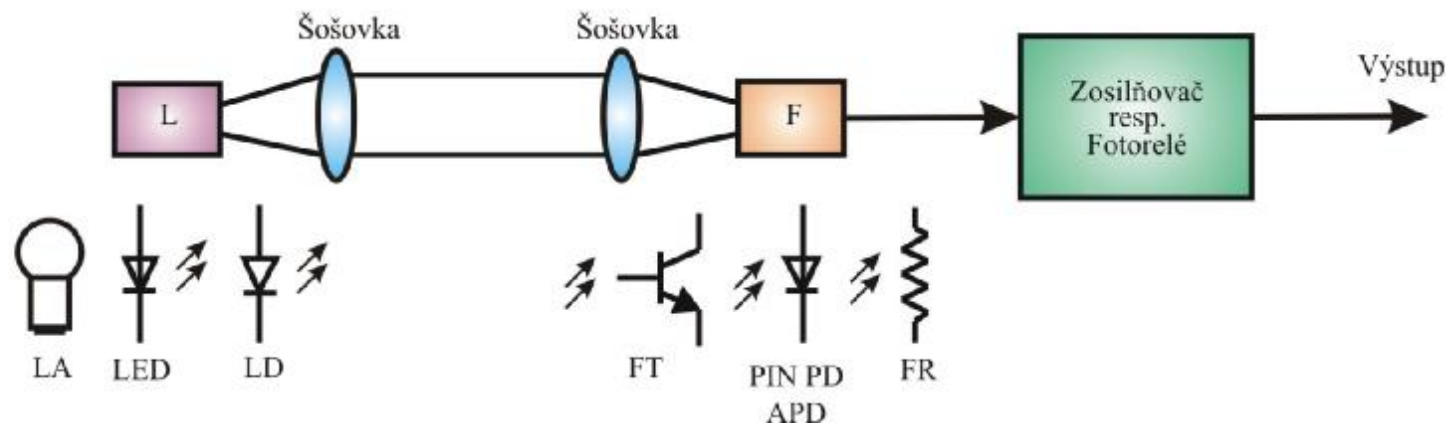 Šošovka
Šošovka
L
F
Zosilňovač
resp.
Fotorelé
Výstup
LA
LED
LD
FT
PIN PD
APD
FR